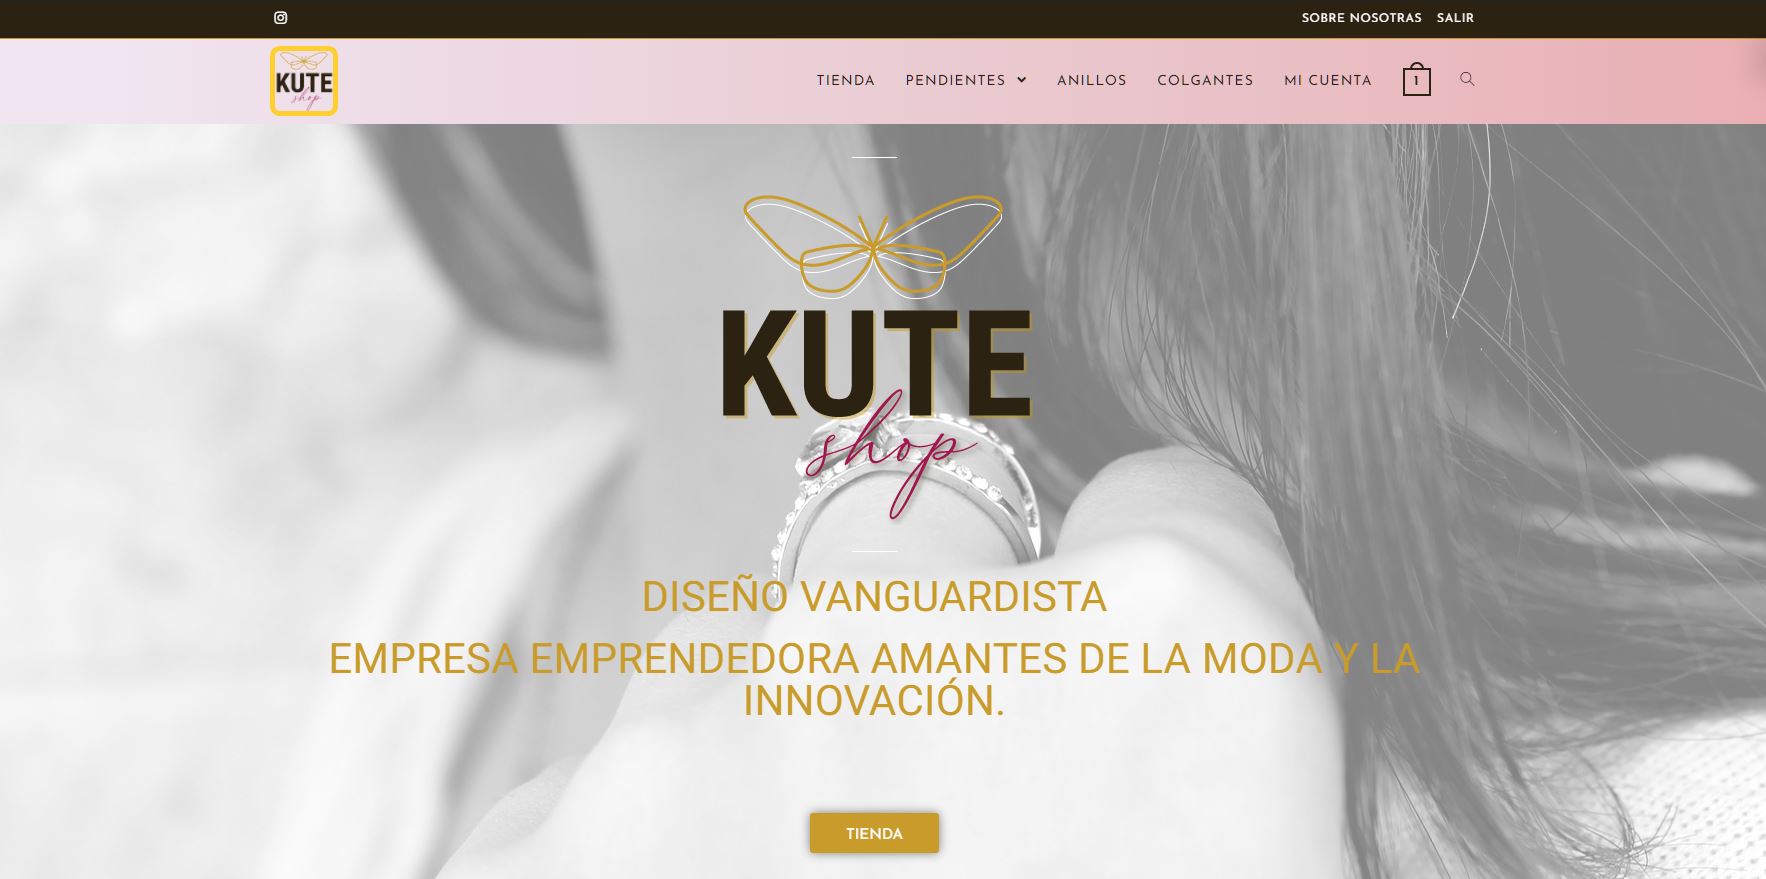 SOBRE NOSOTRAS SALIR
KUTE
shop
TIENDA PENDIENTES ANILLOS COLGANTES MI CUENTA 1
KUTE
shop
DISEÑO VANGUARDISTA
EMPRESA EMPRENDEDORA AMANTES DE LA MODA Y LA
INNOVACIÓN.
TIENDA